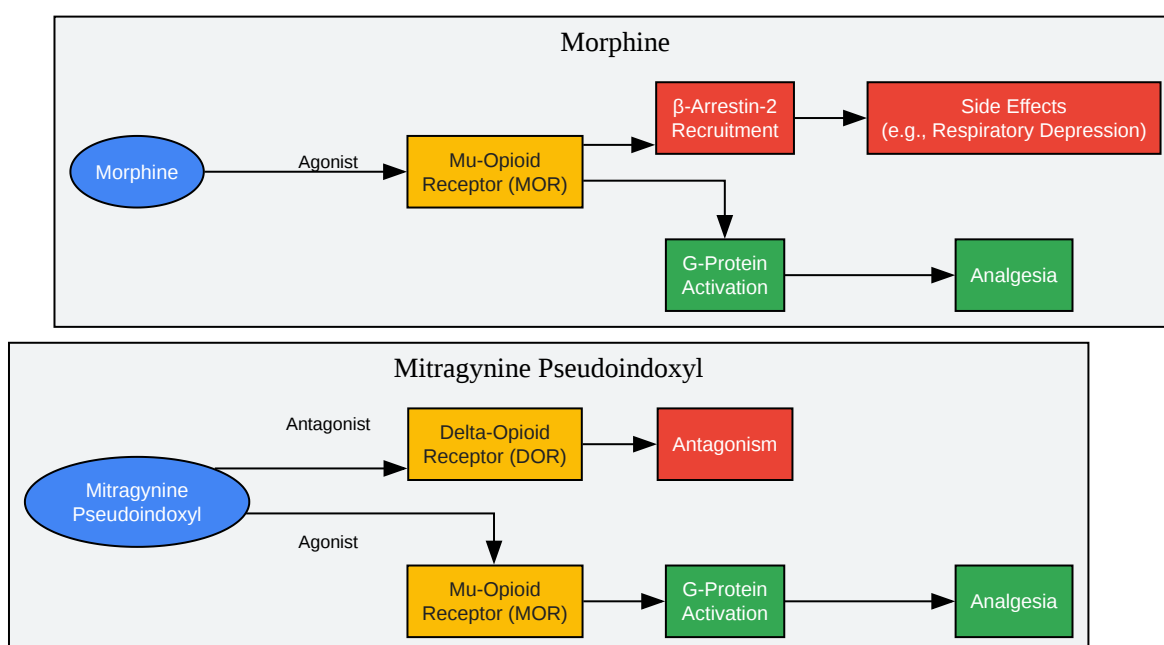 Morphine
Morphine
Agonist
Mu-Opioid
Receptor (MOR)
β-Arrestin-2
Recruitment
Side Effects
(e.g., Respiratory Depression)
G-Protein
Activation
Analgesia
Mitragynine Pseudoindoxyl
Mitragynine
Pseudoindoxyl
Antagonist
Delta-Opioid
Receptor (DOR)
Antagonism
Agonist
Mu-Opioid
Receptor (MOR)
G-Protein
Activation
Analgesia